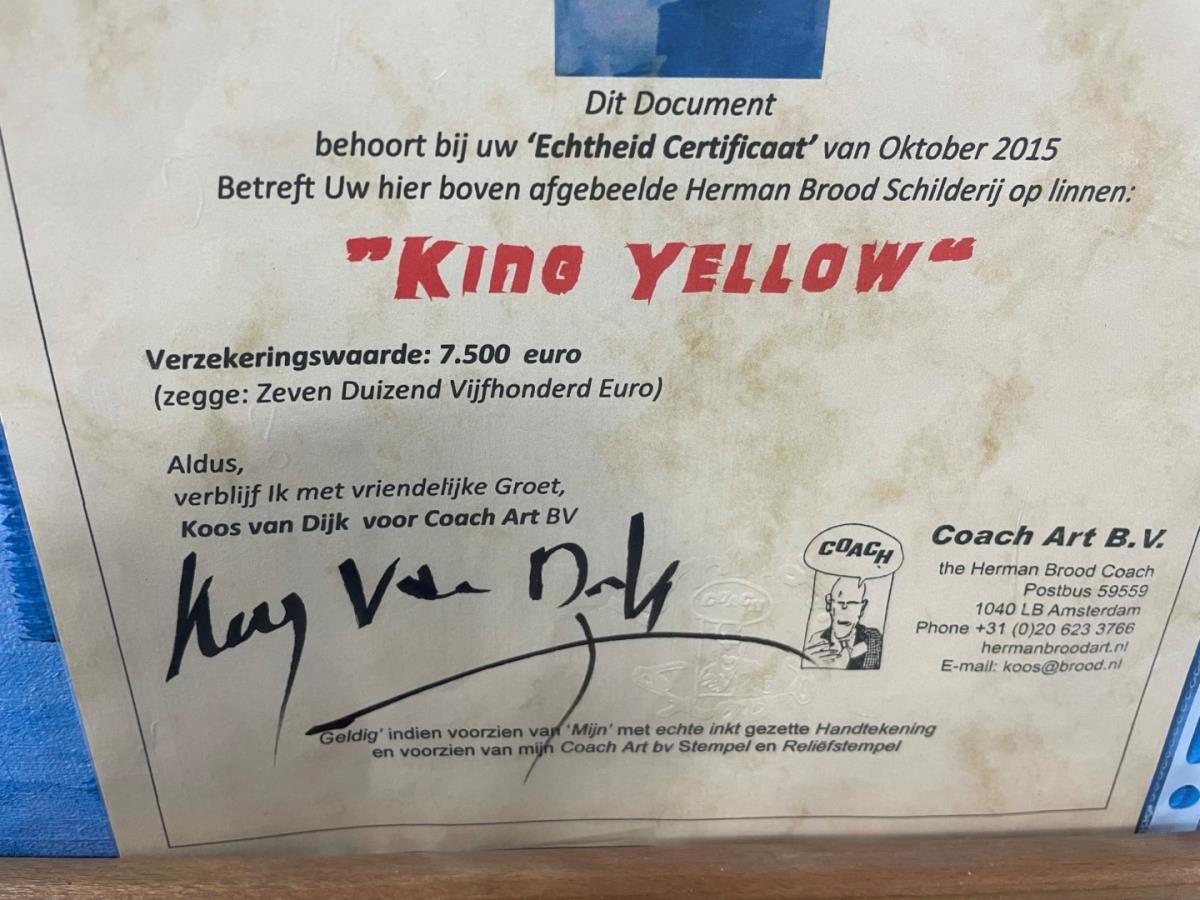 Dit Document
behoort bij uw ‘Echtheid Certificaat’ van Oktober 2015
Betreft Uw hier boven afgebeelde Herman Brood Schilderij op linnen:
”King Yellow“
Verzekeringswaarde: 7.500 euro
(zegge: Zeven Duizend Vijfhonderd Euro)
Aldus,
verblijf Ik met vriendelijke Groet,
Koos van Dijk voor Coach Art BV
Koos Van Dijk
COACH
COACH
Coach Art B.V.
the Herman Brood Coach
Postbus 59559
1040 LB Amsterdam
Phone +31 (0)20 623 3766
hermanbroodart.nl
E-mail: koos@brood.nl
Geldig’ indien voorzien van ‘Mijn’ met echte inkt gezette Handtekening
en voorzien van mijn Coach Art bv Stempel en Reliëfstempel